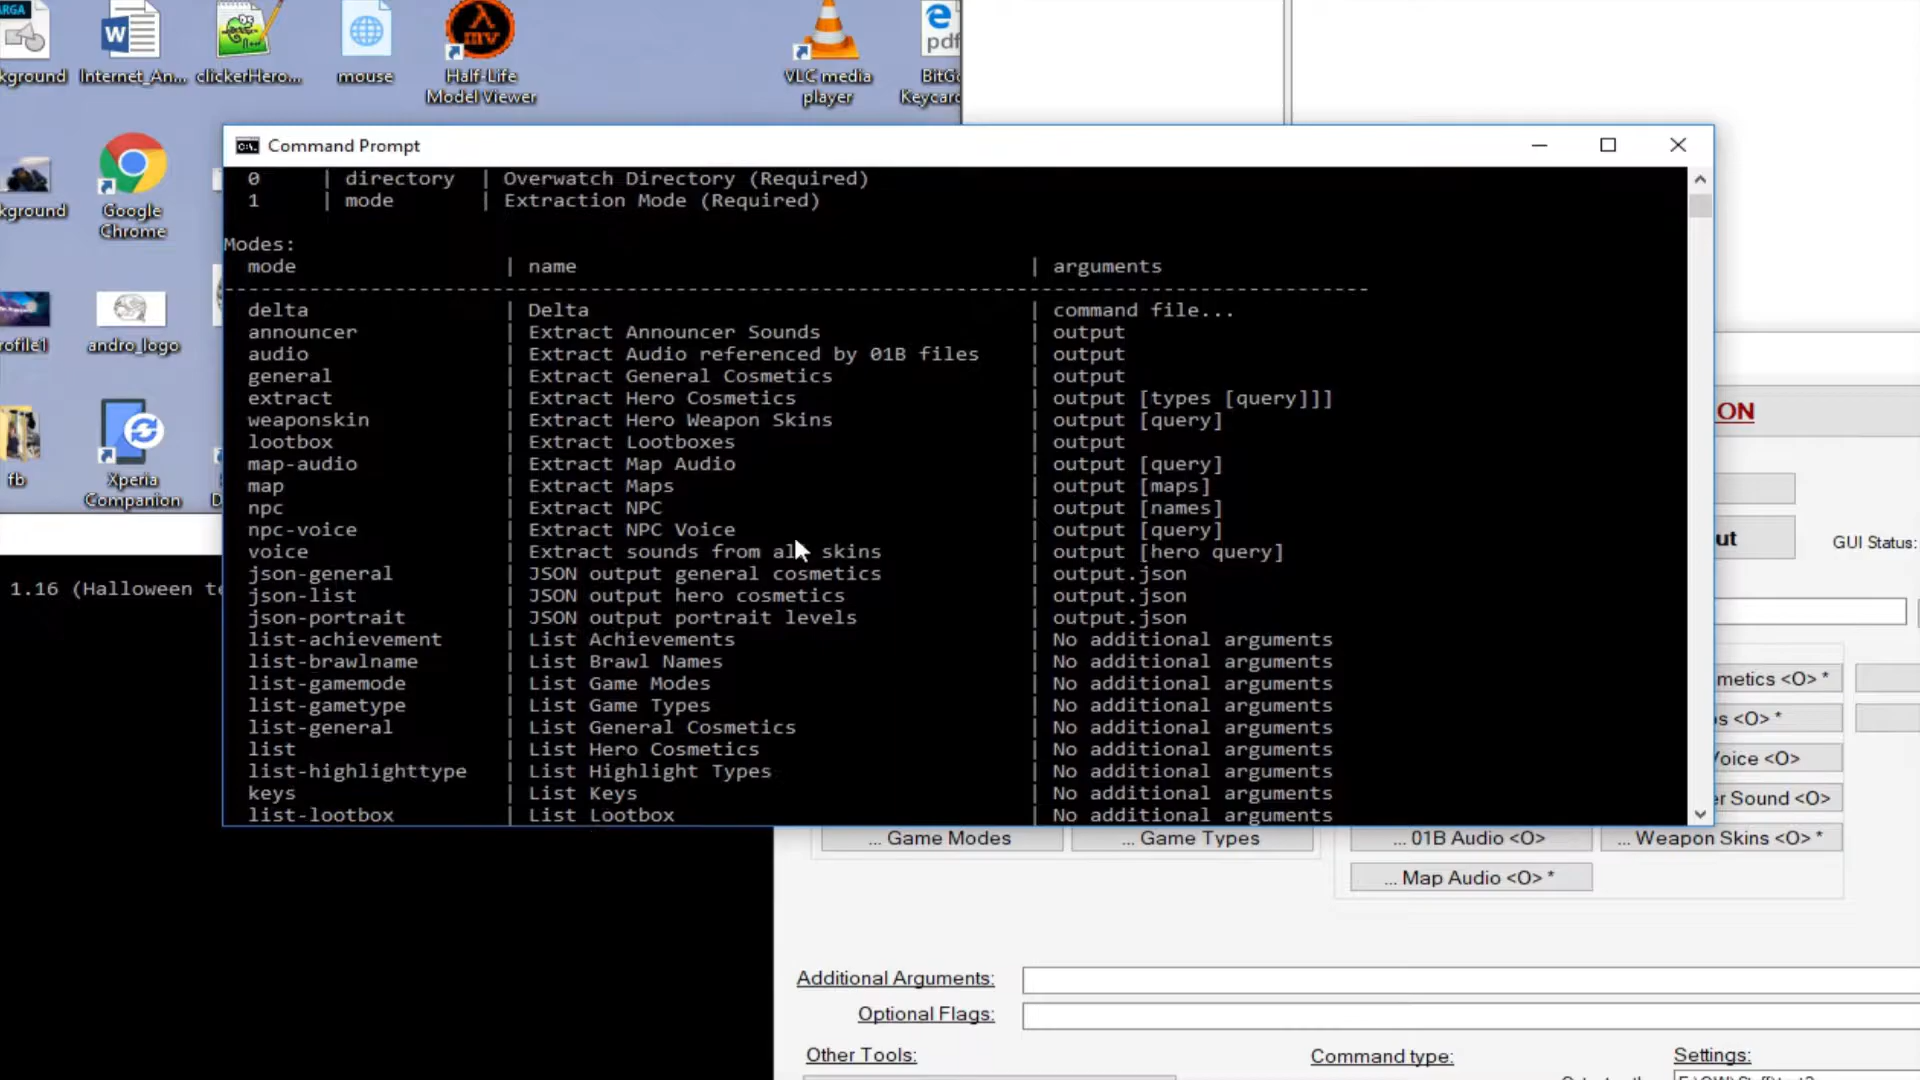 ARGA
kground
Internet_An...
clickerHero...
mouse
Half-Life
Model Viewer
VLC media
player
pdf
BitGo
Keycard
kground
Google
Chrome
rofile1
andro_logo
fb
Xperia
Companion
D
Command Prompt
0 | directory | Overwatch Directory (Required)
1 | mode | Extraction Mode (Required)
Modes:
mode | name | arguments
--------------------------------------------------------------------------------------------
delta | Delta | command file...
announcer | Extract Announcer Sounds | output
audio | Extract Audio referenced by 01B files | output
general | Extract General Cosmetics | output
extract | Extract Hero Cosmetics | output [types [query]]]
weaponskin | Extract Hero Weapon Skins | output [query]
lootbox | Extract Lootboxes | output
map-audio | Extract Map Audio | output [query]
map | Extract Maps | output [maps]
npc | Extract NPC | output [names]
npc-voice | Extract NPC Voice | output [query]
voice | Extract sounds from all skins | output [hero query]
json-general | JSON output general cosmetics | output.json
json-list | JSON output hero cosmetics | output.json
json-portrait | JSON output portrait levels | output.json
list-achievement | List Achievements | No additional arguments
list-brawlname | List Brawl Names | No additional arguments
list-gamemode | List Game Modes | No additional arguments
list-gametype | List Game Types | No additional arguments
list-general | List General Cosmetics | No additional arguments
list | List Hero Cosmetics | No additional arguments
list-highlighttype | List Highlight Types | No additional arguments
keys | List Keys | No additional arguments
list-lootbox | List Lootbox | No additional arguments
1.16 (Halloween te
ON
ut
GUI Status:
metics <O> *
s <O> *
Voice <O>
er Sound <O>
... Game Modes
... Game Types
... 01B Audio <O>
... Weapon Skins <O> *
... Map Audio <O> *
Additional Arguments:
Optional Flags:
Other Tools:
Command type:
Settings: